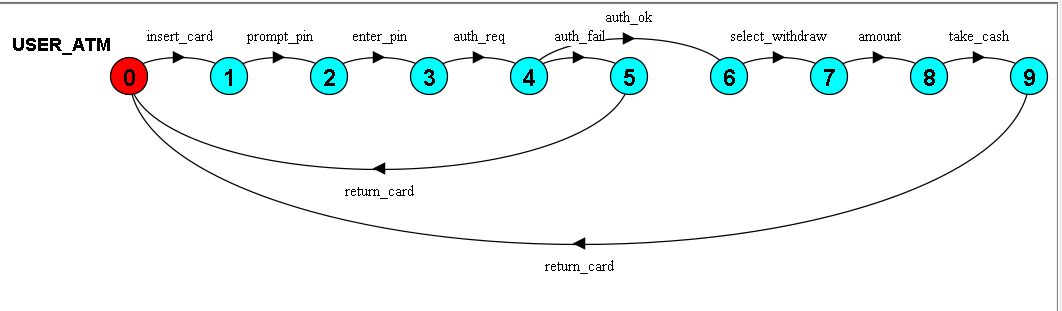 auth_ok
USER_ATM
insert_card
prompt_pin
enter_pin
auth_req
auth_fail
select_withdraw
amount
take_cash
0
1
2
3
4
5
6
7
8
9
return_card
return_card